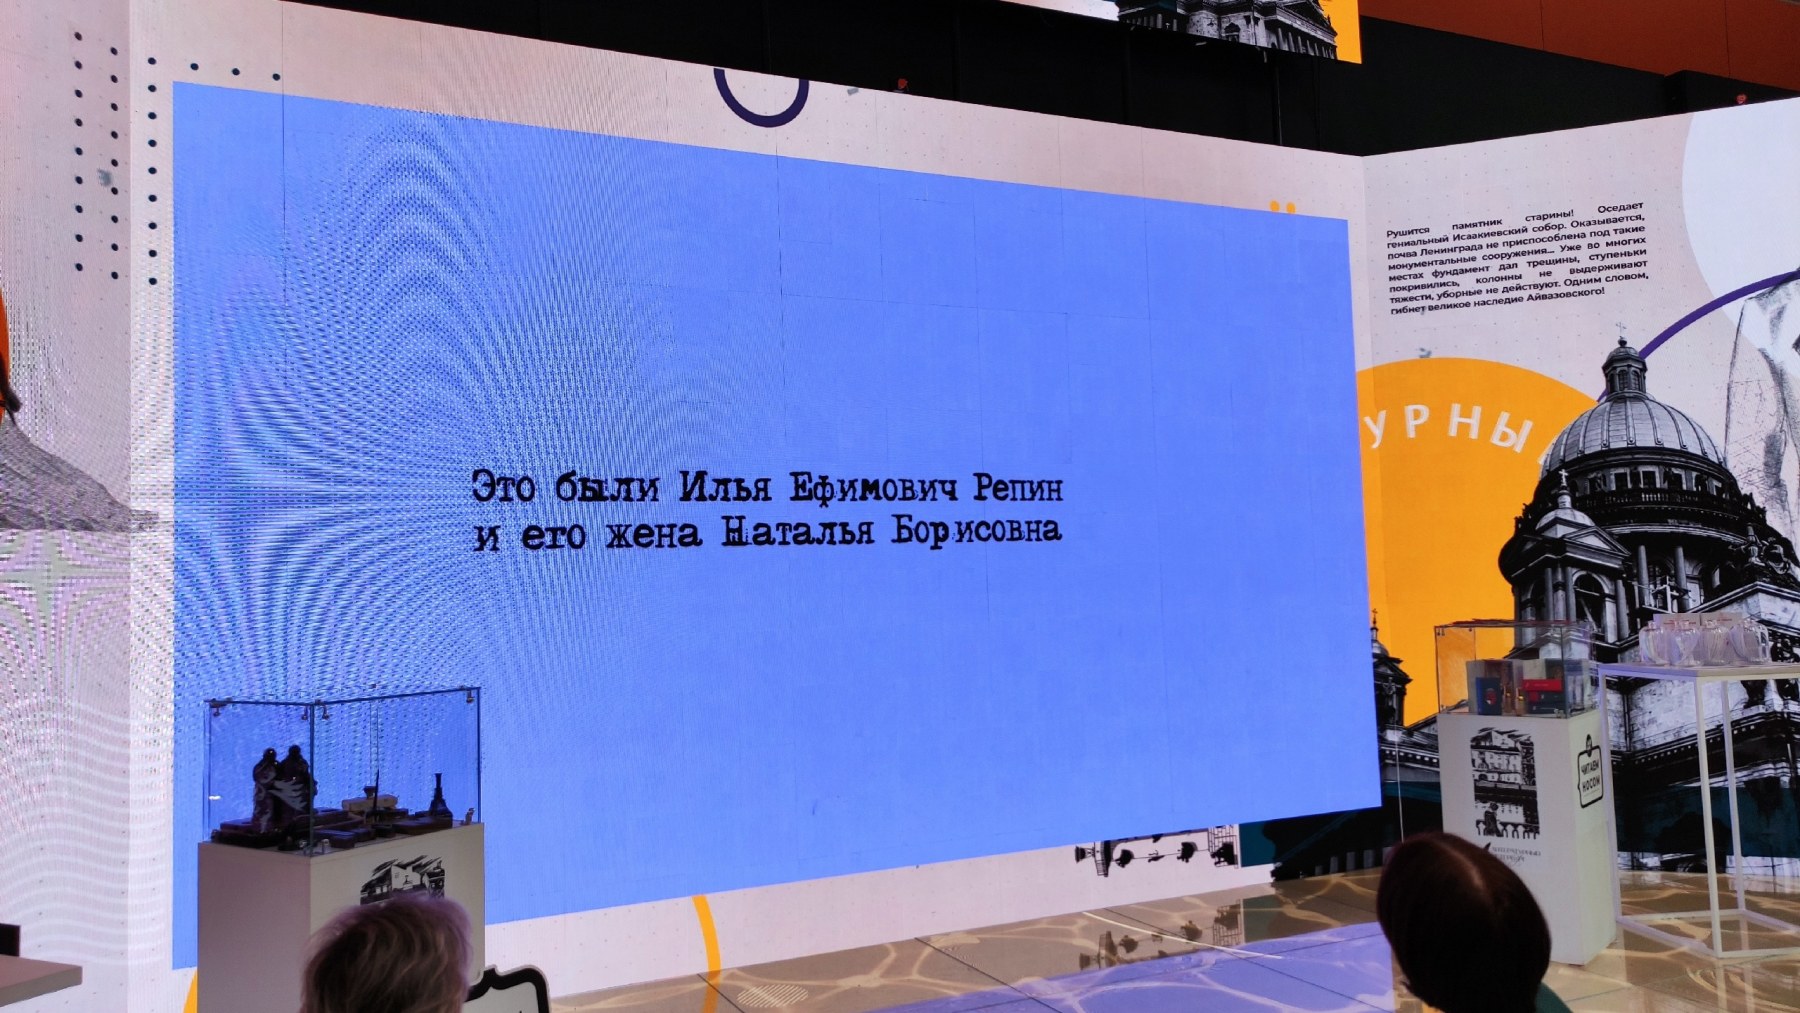 Это были Илья Ефимович Репин
и его жена Наталья Борисовна
Рушится памятник старины! Оседает
гениальный Исаакиевский собор. Оказывается,
почва Ленинграда не приспособлена под такие
монументальные сооружения... Уже во многих
местах фундамент дал трещины, ступеньки
покривились, колонны не выдерживают
тяжести, уборные не действуют. Одним словом,
гибнет великое наследие Айвазовского!
УРНЫ
ЧИТАЕМ
НОСОМ